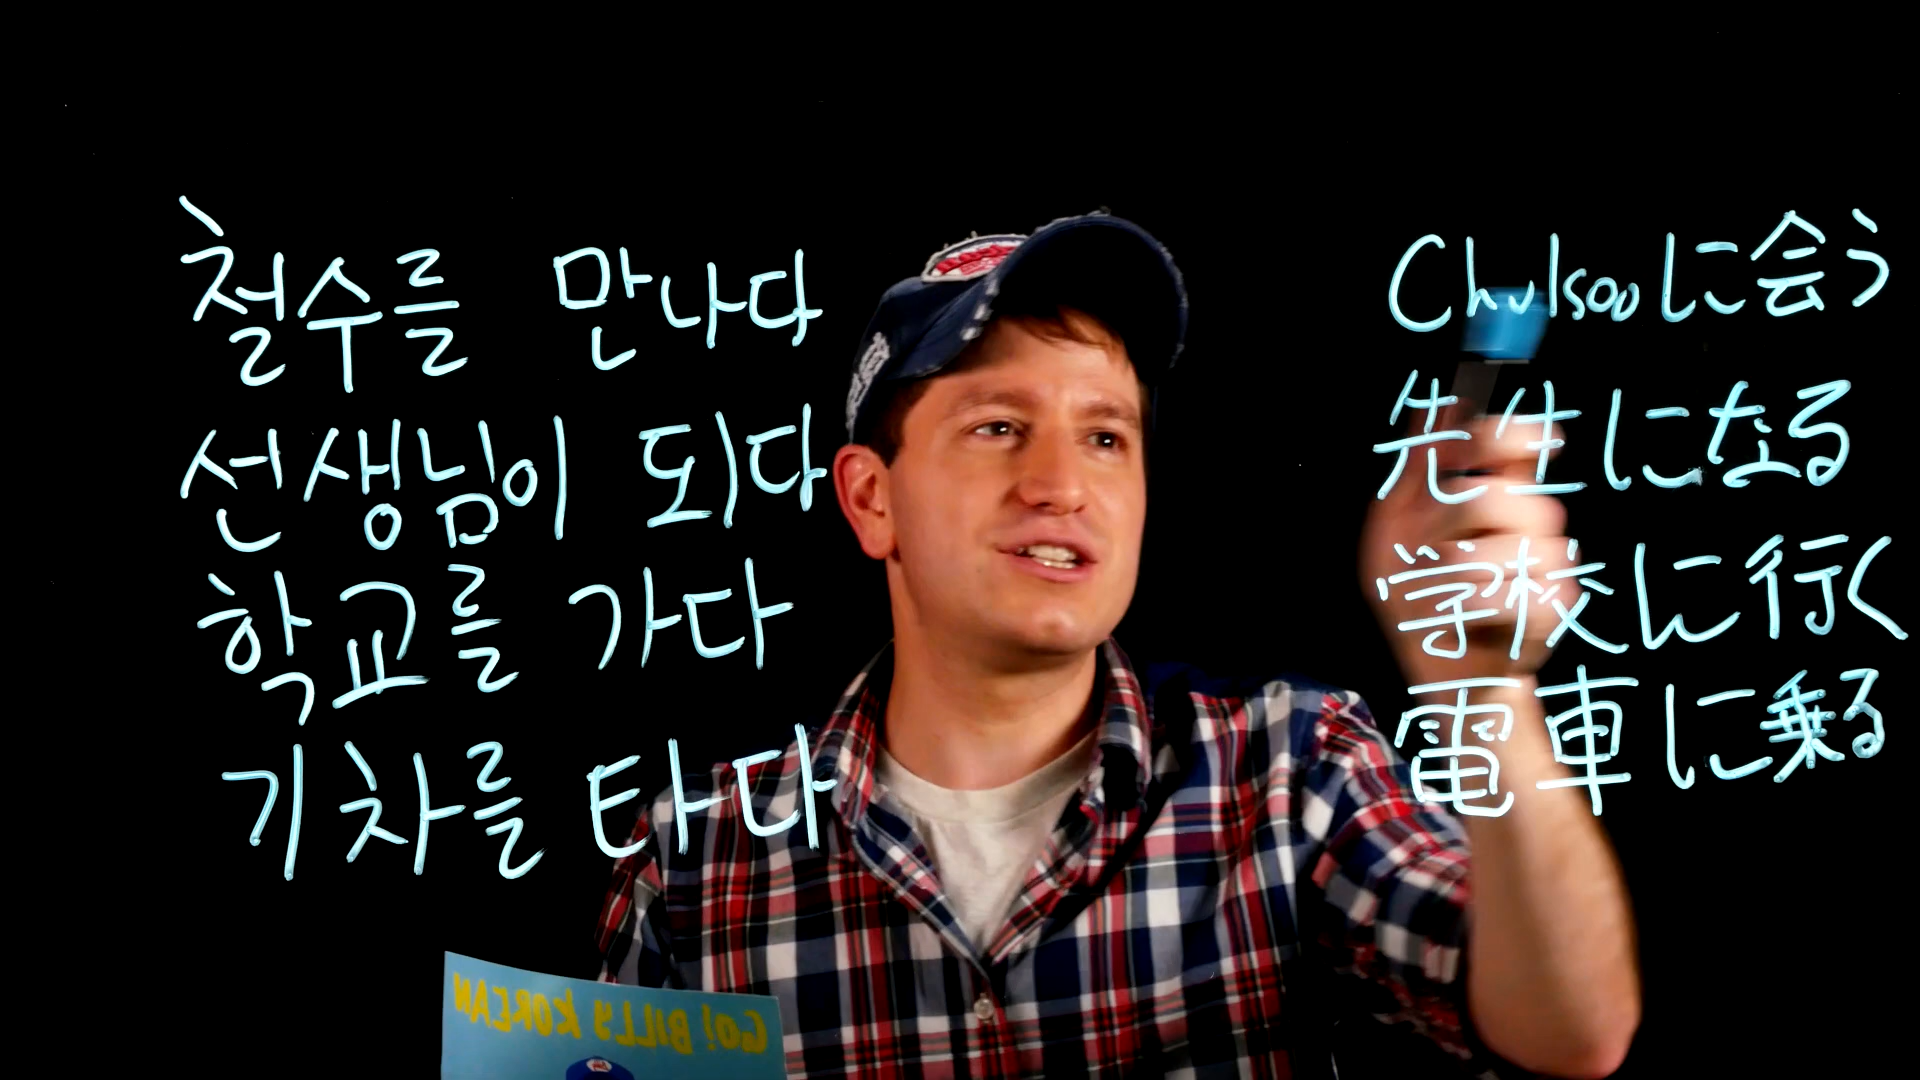 철수를 만나다
선생님이 되다
학교를 가다
기차를 타다
Chulsooに会う
先生になる
学校に行く
電車に乗る
GO! BILLY KOREAN